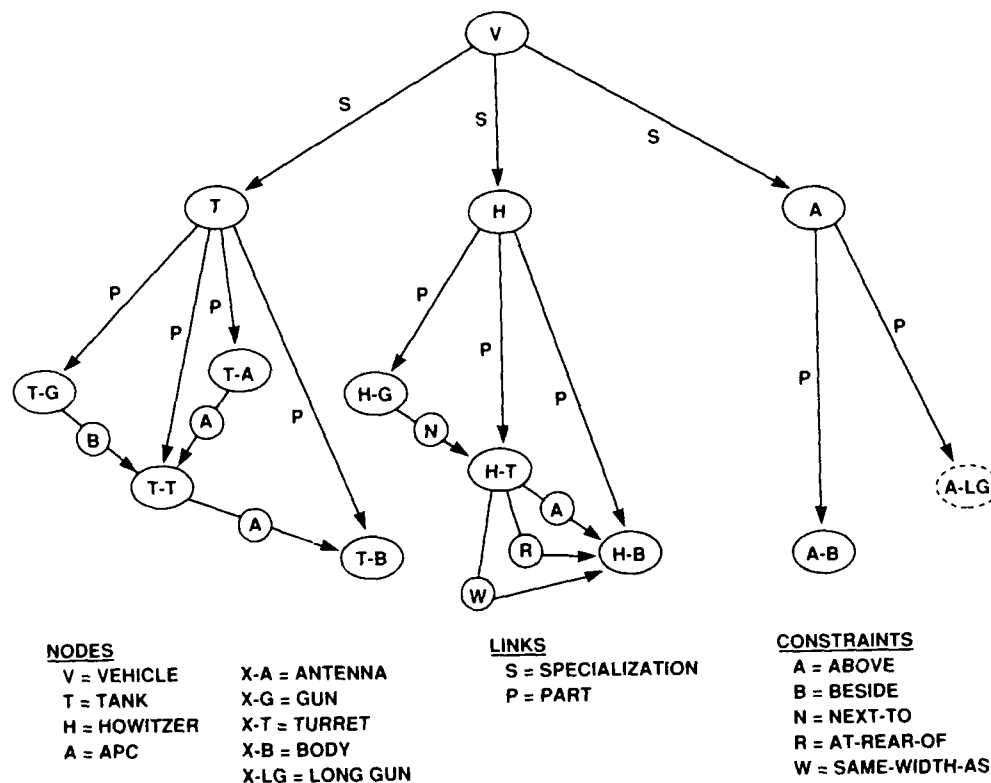 V
S
S
S
T
H
A
P
P
P
P
P
P
P
P
P
T-G
T-A
H-G
B
A
N
T-T
H-T
A-LG
A
A
R
T-B
H-B
A-B
W
NODES
V = VEHICLE
T = TANK
H = HOWITZER
A = APC
X-A = ANTENNA
X-G = GUN
X-T = TURRET
X-B = BODY
X-LG = LONG GUN
LINKS
S = SPECIALIZATION
P = PART
CONSTRAINTS
A = ABOVE
B = BESIDE
N = NEXT-TO
R = AT-REAR-OF
W = SAME-WIDTH-AS